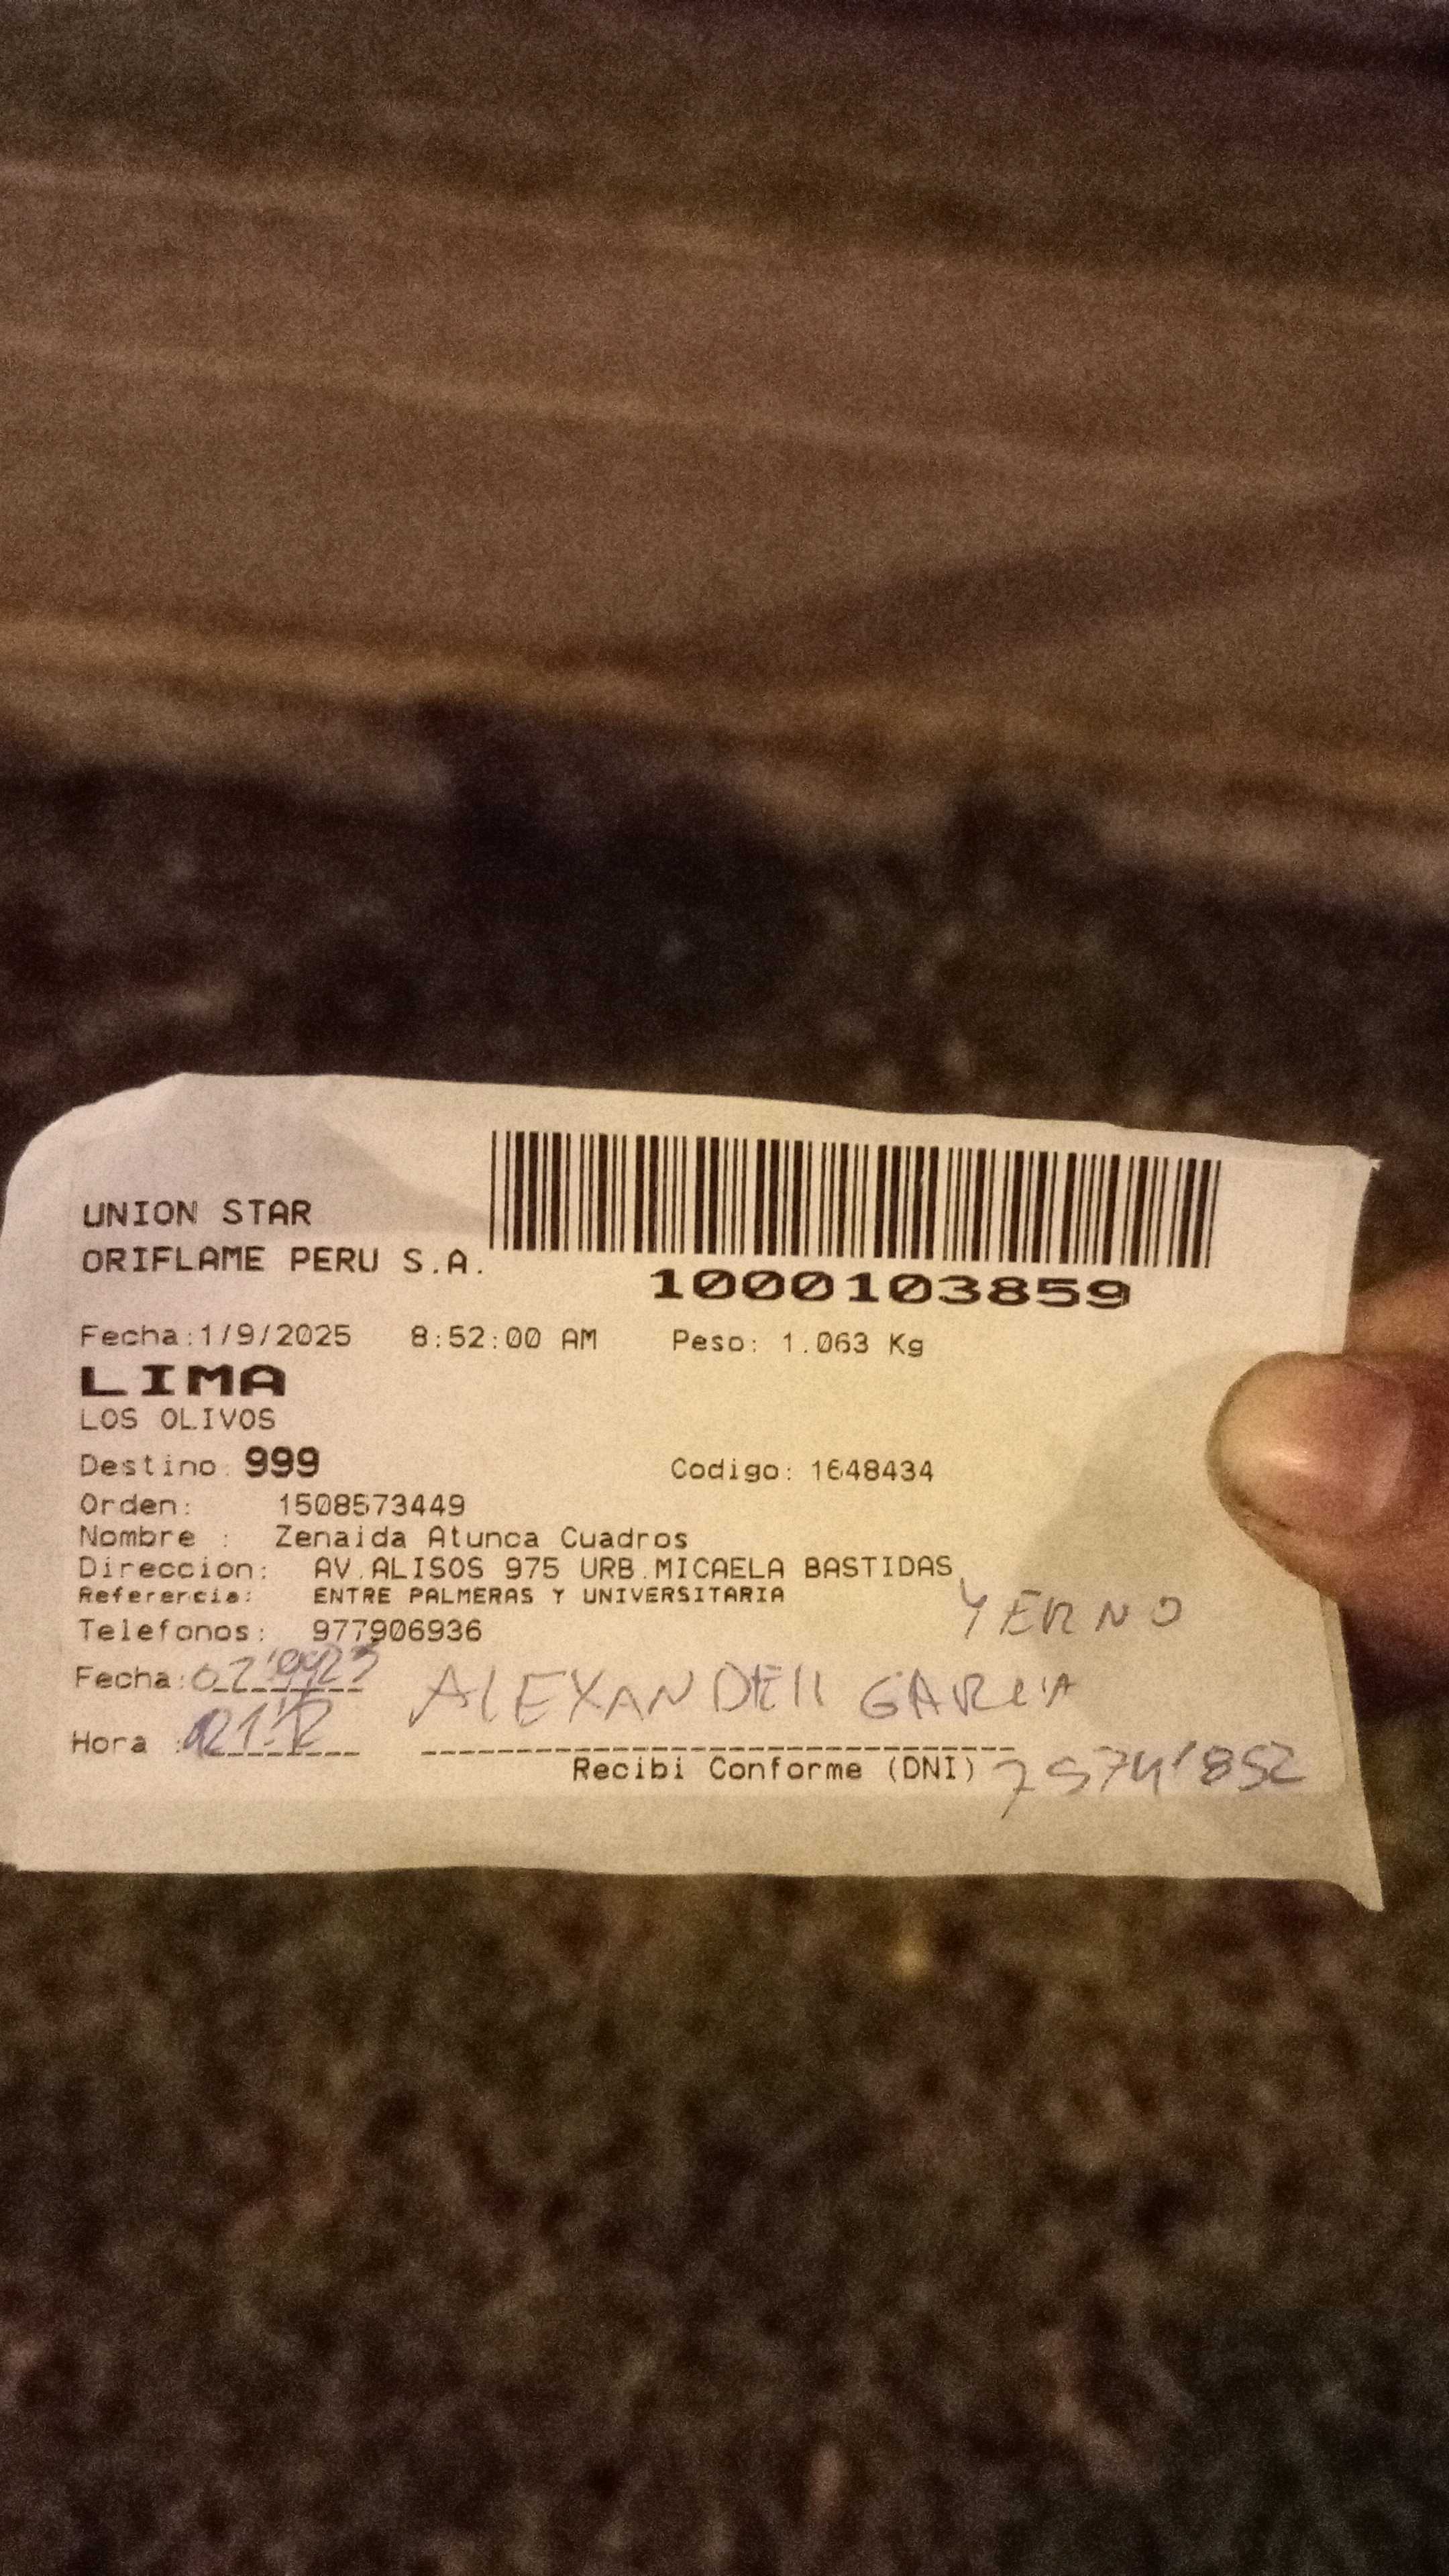 UNION STAR
ORIFLAME PERU S.A.
1000103859
Fecha:1/9/2025 8:52:00 AM Peso: 1.063 Kg
LIMA
LOS OLIVOS
Destino: 999 Codigo: 1648434
Orden: 1508573449
Nombre : Zenaida Atunca Cuadros
Direccion: AV.ALISOS 975 URB.MICAELA BASTIDAS
Referencia: ENTRE PALMERAS Y UNIVERSITARIA
YERNO
Telefonos: 977906936
Fecha:
ALEXANDER GARCIA
Hora :
Recibi Conforme (DNI) 7574'852